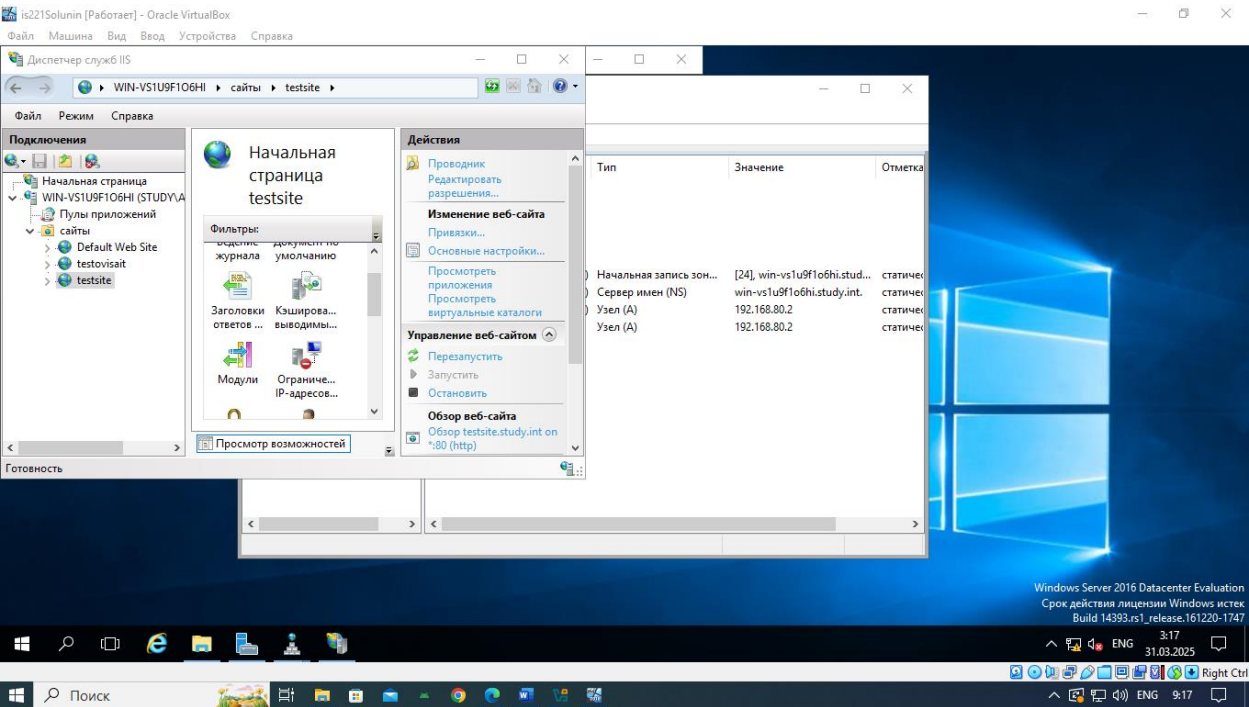 is221Solunin [Работает] - Oracle VirtualBox
Файл Машина Вид Ввод Устройства Справка
Диспетчер служб IIS
WIN-VS1U9F1O6HI сайты testsite
Файл Режим Справка
Подключения
Начальная страница
WIN-VS1U9F1O6HI (STUDY\A
Пулы приложений
сайты
Default Web Site
testovisait
testsite
Начальная
страница
testsite
Фильтры:
Ведение Документ по
журнала умолчанию
Заголовки Кэширова...
ответов ... выводимы...
Модули Ограниче...
IP-адресов...
Просмотр возможностей
Действия
Проводник
Редактировать
разрешения...
Изменение веб-сайта
Привязки...
Основные настройки...
Просмотреть
приложения
Просмотреть
виртуальные каталоги
Управление веб-сайтом
Перезапустить
Запустить
Остановить
Обзор веб-сайта
Обзор testsite.study.int on
*:80 (http)
Готовность
Тип Значение Отметка
) Начальная запись зон... [24], win-vs1u9f1o6hi.stud... статичес
) Сервер имен (NS) win-vs1u9f1o6hi.study.int. статичес
) Узел (A) 192.168.80.2 статичес
Узел (A) 192.168.80.2 статичес
Windows Server 2016 Datacenter Evaluation
Срок действия лицензии Windows истек
Build 14393.rs1_release.161220-1747
ENG 3:17
31.03.2025
Right Ctrl
Поиск
ENG 9:17